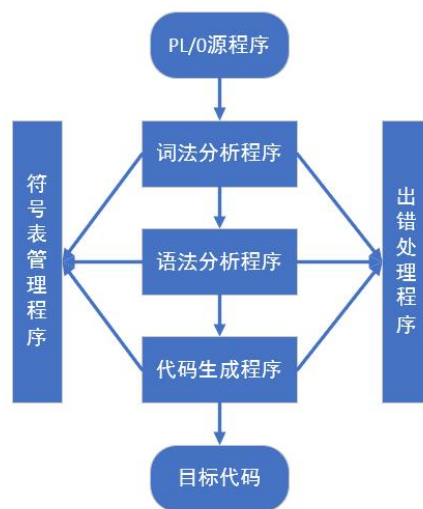 PL/0源程序
词法分析程序
符号表管理程序
语法分析程序
出错处理程序
代码生成程序
目标代码